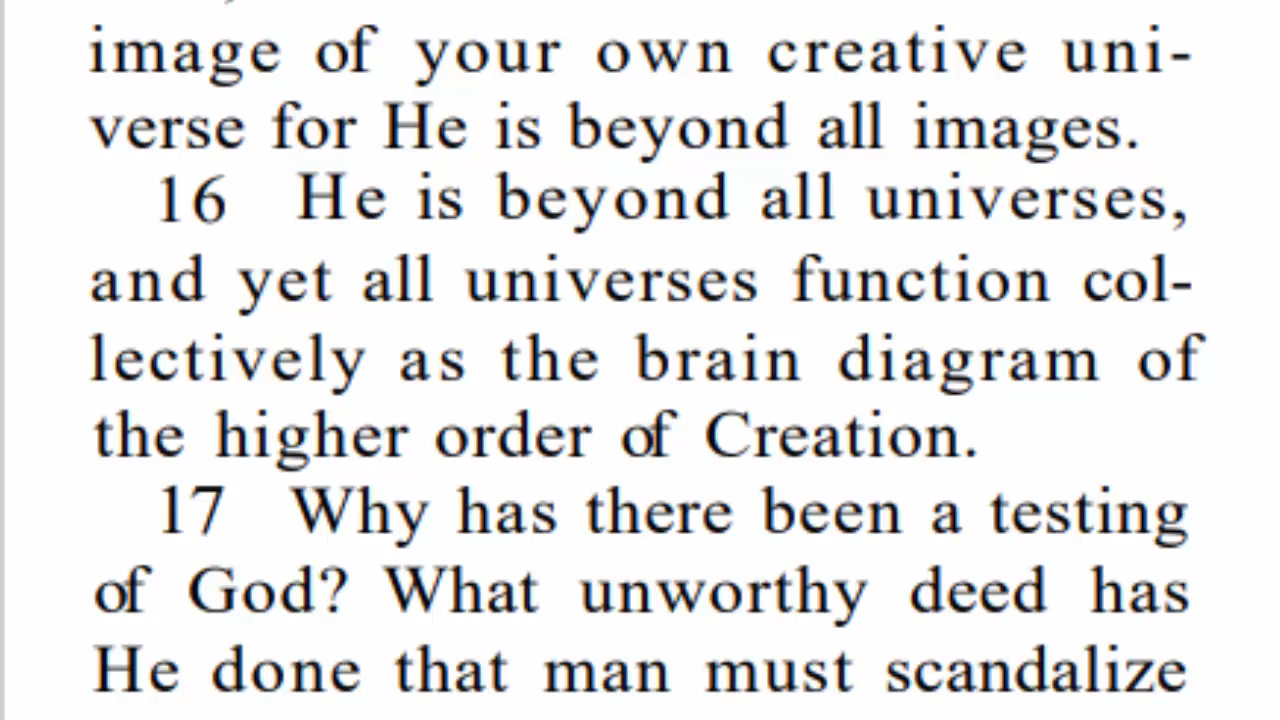 image of your own creative uni-
verse for He is beyond all images.
16 He is beyond all universes,
and yet all universes function col-
lectively as the brain diagram of
the higher order of Creation.
17 Why has there been a testing
of God? What unworthy deed has
He done that man must scandalize